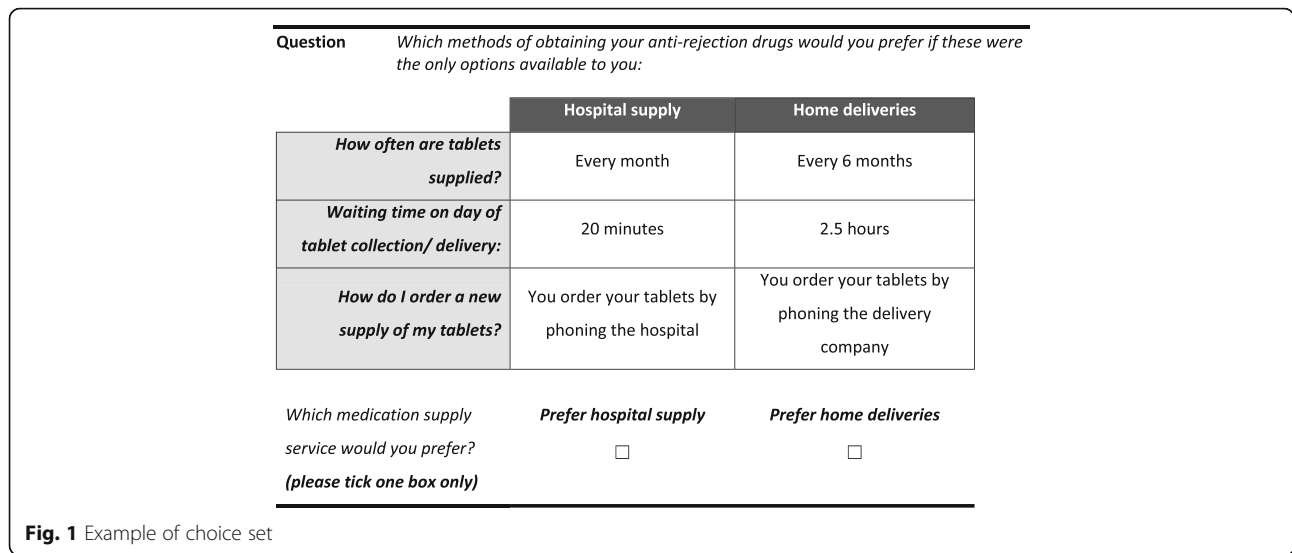 Question Which methods of obtaining your anti-rejection drugs would you prefer if these were
the only options available to you:
Hospital supply Home deliveries
How often are tablets
supplied?
Every month
Every 6 months
Waiting time on day of
tablet collection/ delivery:
20 minutes
2.5 hours
How do I order a new
supply of my tablets?
You order your tablets by
phoning the hospital
You order your tablets by
phoning the delivery
company
Which medication supply
service would you prefer?
(please tick one box only)
Prefer hospital supply
☐
Prefer home deliveries
☐
Fig. 1 Example of choice set